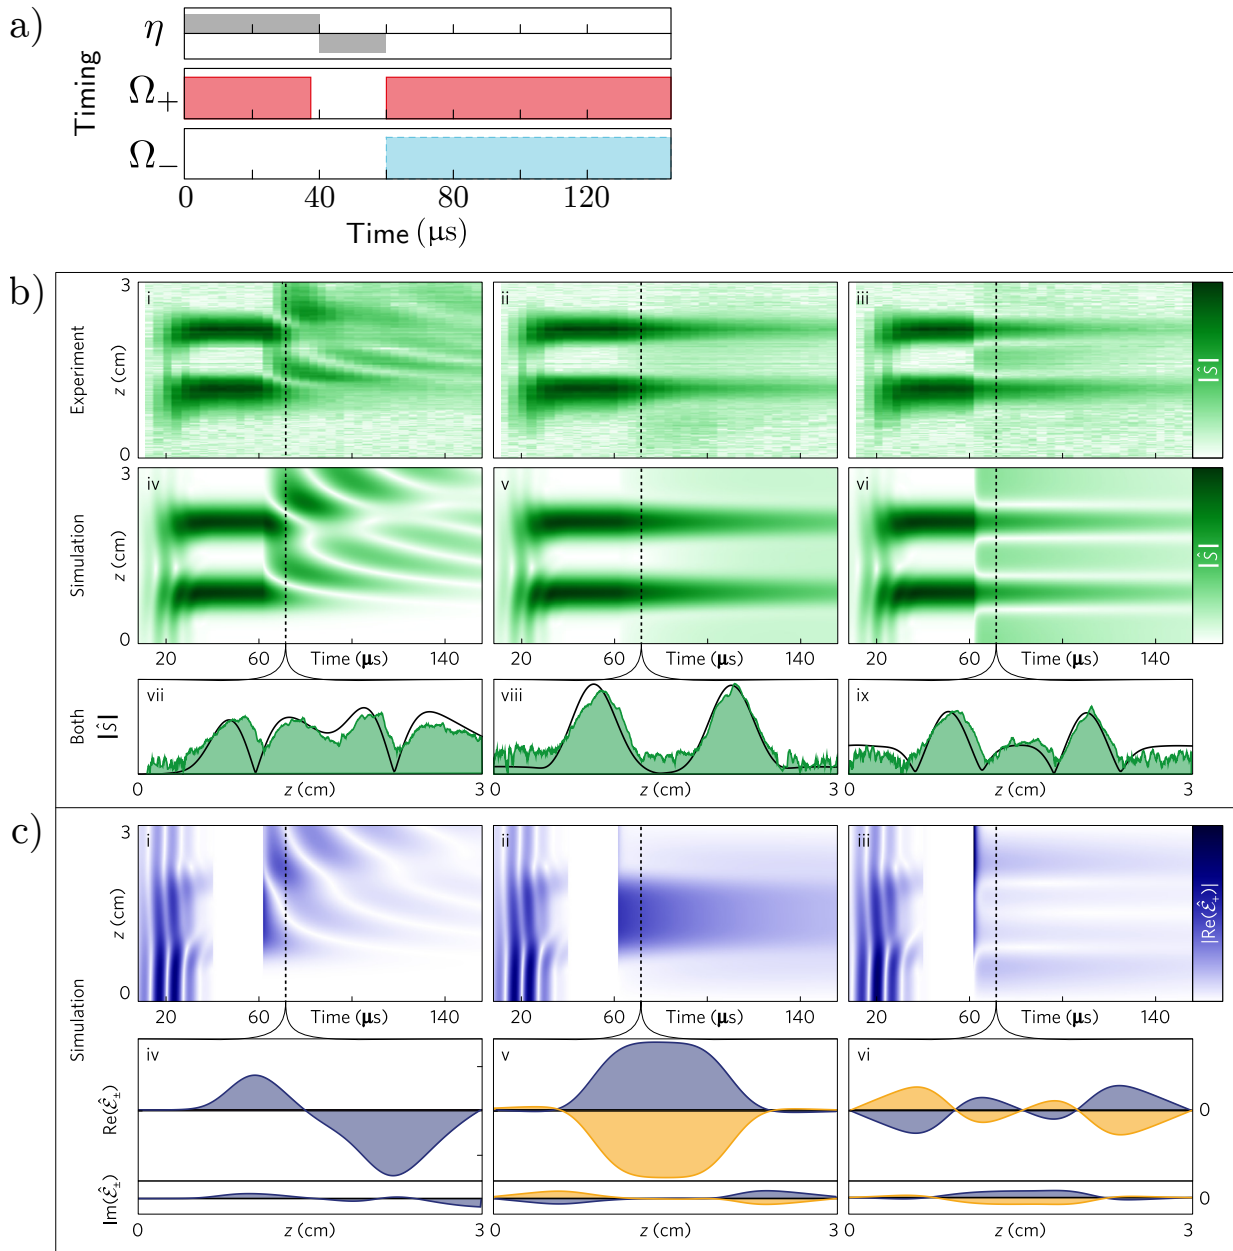 a)
Timing
η
Ω+
Ω−
0 40 80 120
Time (μs)
b)
Experiment
z (cm)
3
0
i
ii
iii
|Ŝ|
Simulation
z (cm)
3
0
iv
v
vi
|Ŝ|
20 60 Time (μs) 140
20 60 Time (μs) 140
20 60 Time (μs) 140
Both
|Ŝ|
vii
viii
ix
0 z (cm) 3
0 z (cm) 3
0 z (cm) 3
c)
Simulation
z (cm)
3
0
i
ii
iii
|Re(ℰ̂±)|
20 60 Time (μs) 140
20 60 Time (μs) 140
20 60 Time (μs) 140
Re(ℰ̂±)
iv
v
vi
0
Im(ℰ̂±)
0
0 z (cm) 3
0 z (cm) 3
0 z (cm) 3